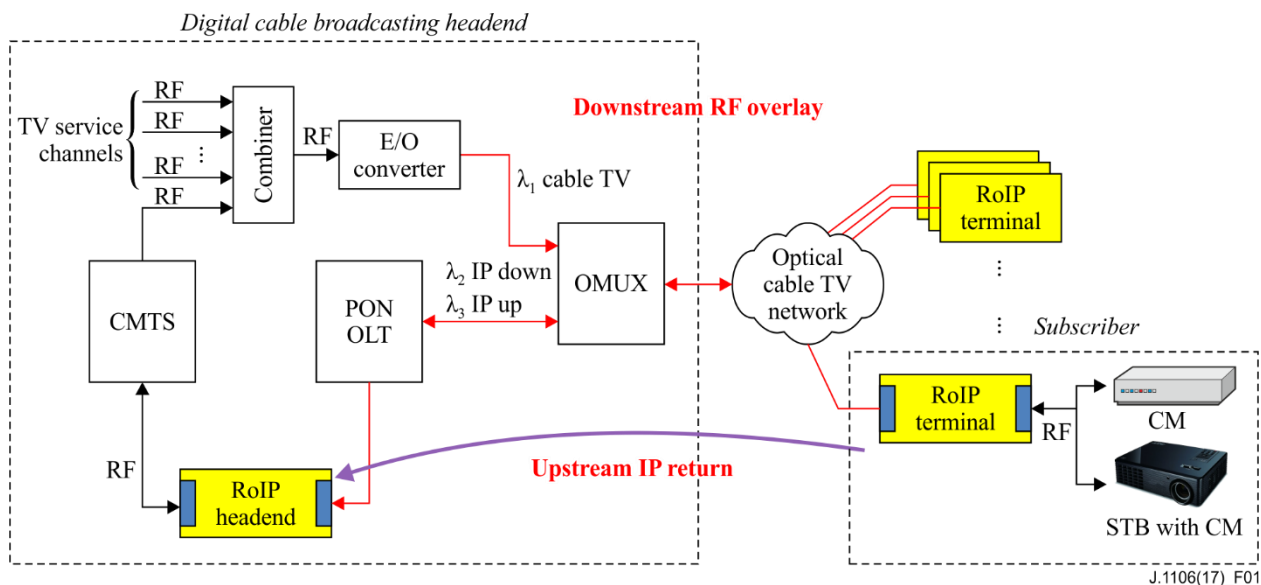 Digital cable broadcasting headend
RF
TV service
channels
RF
⋮
RF
RF
Combiner
RF
E/O
converter
Downstream RF overlay
λ1 cable TV
RoIP
terminal
CMTS
PON
OLT
λ2 IP down
λ3 IP up
OMUX
Optical
cable TV
network
⋮
⋮
Subscriber
RoIP
terminal
RF
CM
STB with CM
RF
RoIP
headend
Upstream IP return
J.1106(17)_F01